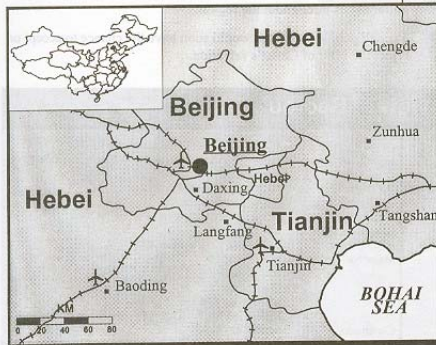 Hebei
Chengde
Beijing
Zunhua
Beijing
Hebei
Hebei
Daxing
Tianjin
Tangshan
Langfang
Tianjin
Baoding
BOHAI
SEA
KM
0 20 40 60 80